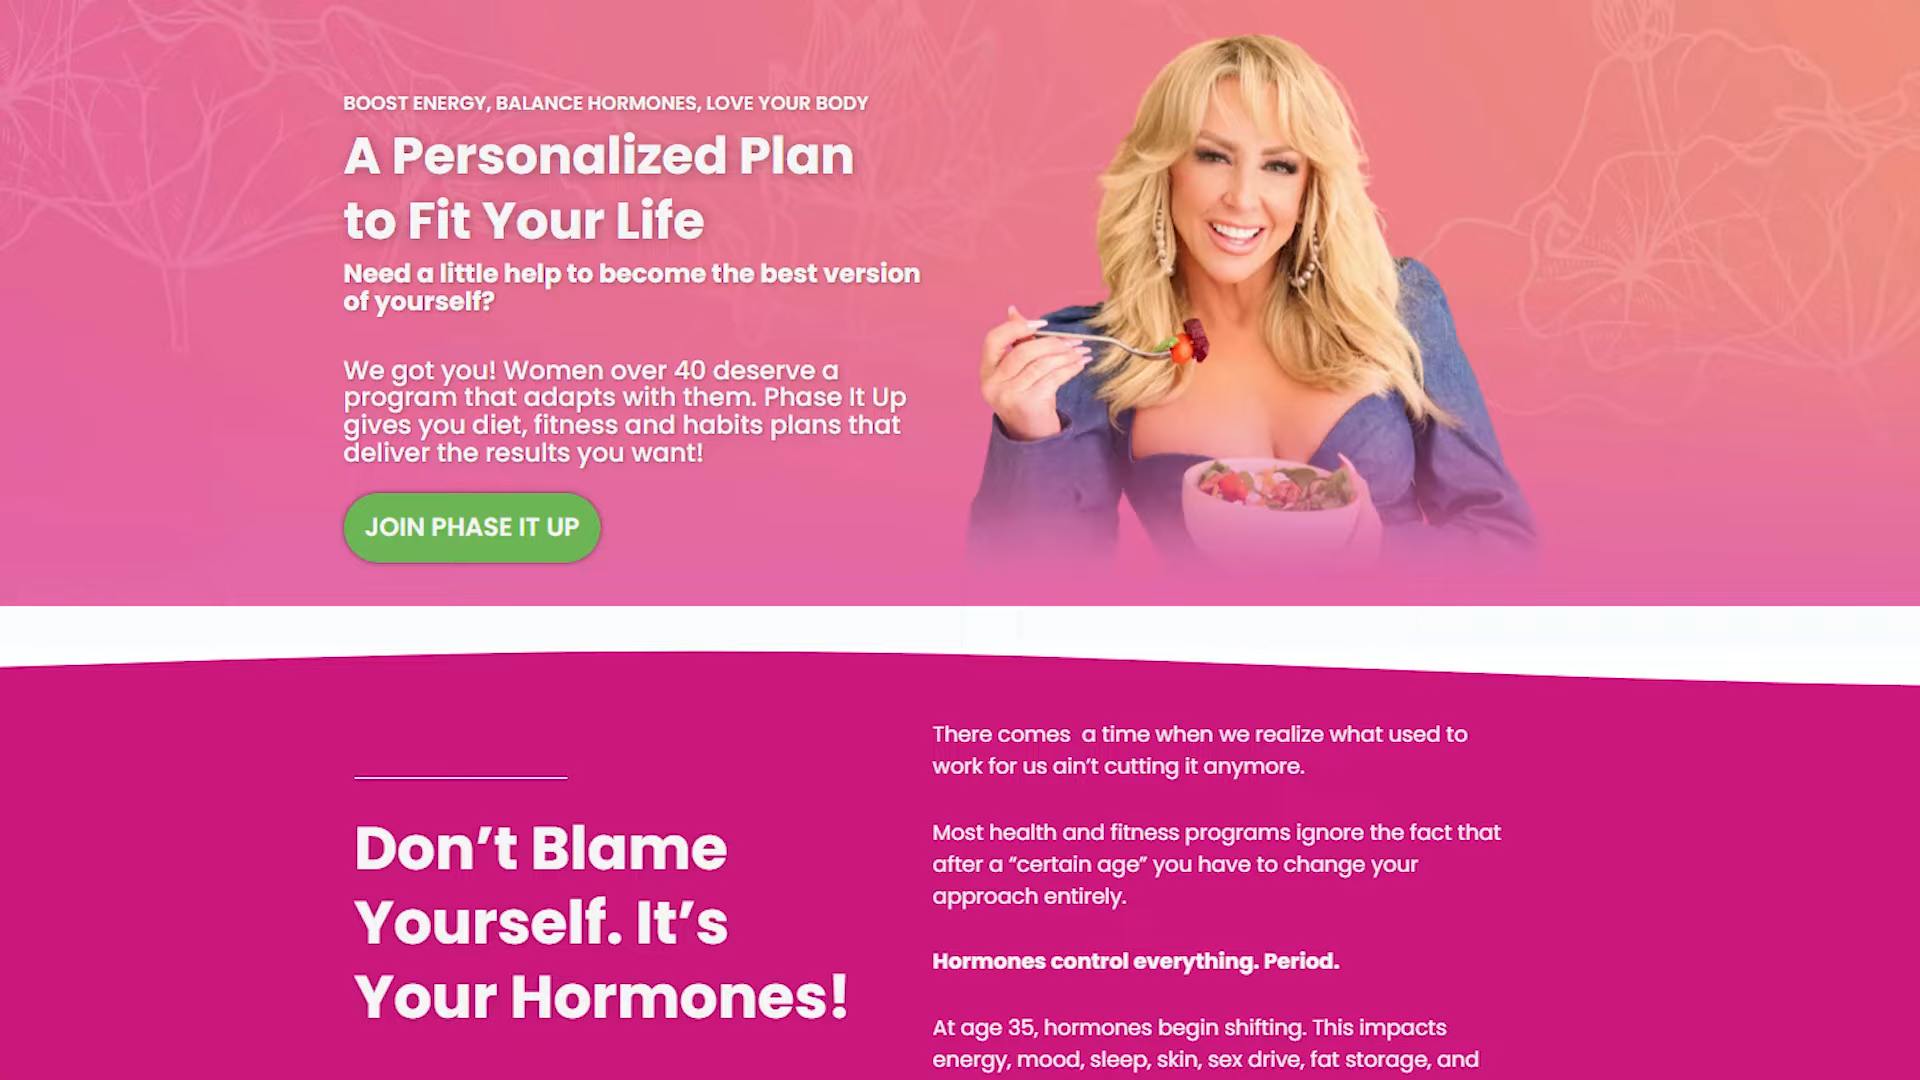 BOOST ENERGY, BALANCE HORMONES, LOVE YOUR BODY
A Personalized Plan
to Fit Your Life
Need a little help to become the best version
of yourself?
We got you! Women over 40 deserve a
program that adapts with them. Phase It Up
gives you diet, fitness and habits plans that
deliver the results you want!
JOIN PHASE IT UP
Don’t Blame
Yourself. It’s
Your Hormones!
There comes  a time when we realize what used to
work for us ain’t cutting it anymore.
Most health and fitness programs ignore the fact that
after a “certain age” you have to change your
approach entirely.
Hormones control everything. Period.
At age 35, hormones begin shifting. This impacts
energy, mood, sleep, skin, sex drive, fat storage, and